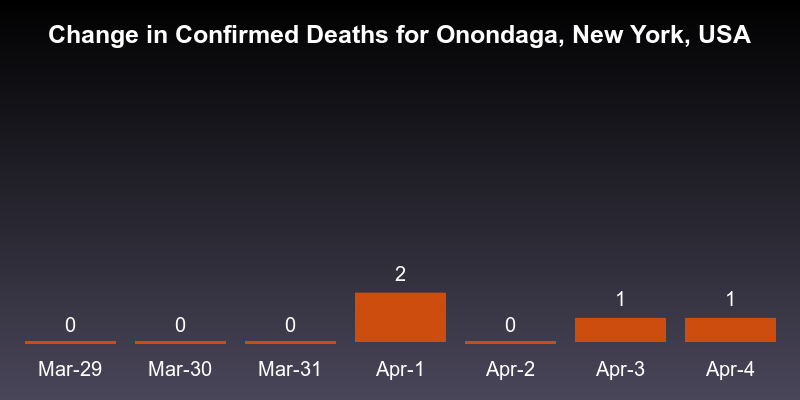 Change in Confirmed Deaths for Onondaga, New York, USA
0 0 0 2 0 1 1
Mar-29 Mar-30 Mar-31 Apr-1 Apr-2 Apr-3 Apr-4